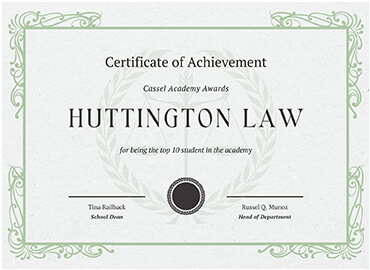 Certificate of Achievement
Cassel Academy Awards
HUTTINGTON LAW
for being the top 10 student in the academy
Tina Railback
School Dean
Russel Q. Munoz
Head of Department